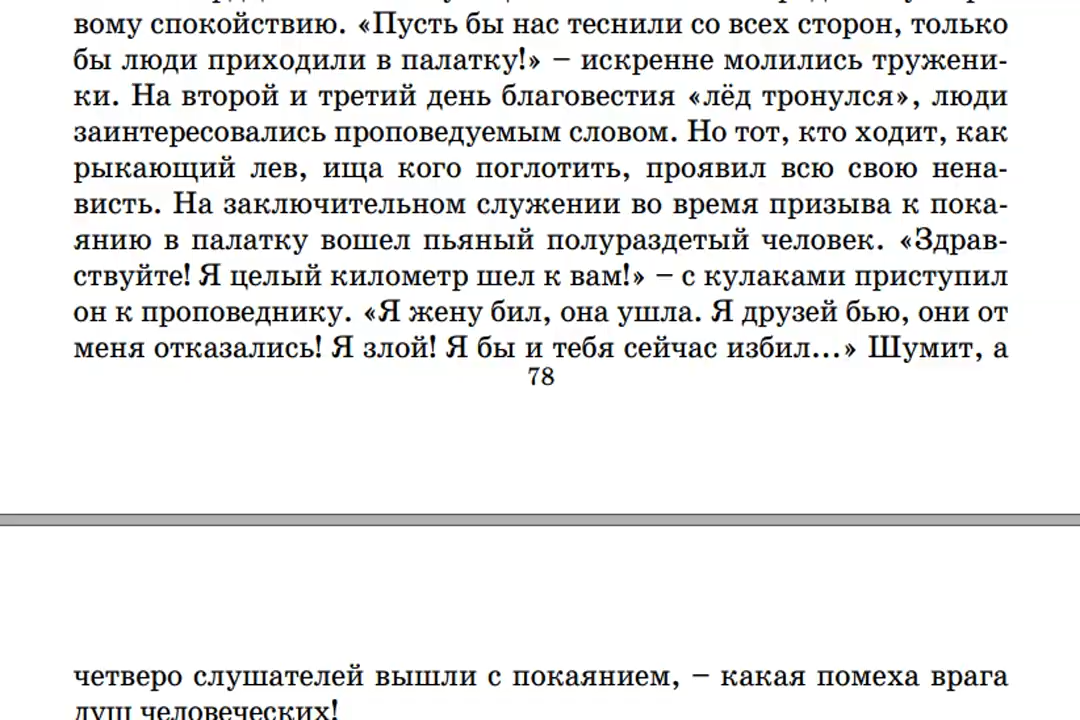 вому спокойствию. «Пусть бы нас теснили со всех сторон, только
бы люди приходили в палатку!» – искренне молились тружени-
ки. На второй и третий день благовестия «лёд тронулся», люди
заинтересовались проповедуемым словом. Но тот, кто ходит, как
рыкающий лев, ища кого поглотить, проявил всю свою нена-
висть. На заключительном служении во время призыва к пока-
янию в палатку вошел пьяный полураздетый человек. «Здрав-
ствуйте! Я целый километр шел к вам!» – с кулаками приступил
он к проповеднику. «Я жену бил, она ушла. Я друзей бью, они от
меня отказались! Я злой! Я бы и тебя сейчас избил...» Шумит, а
78
четверо слушателей вышли с покаянием, – какая помеха врага
душ человеческих!